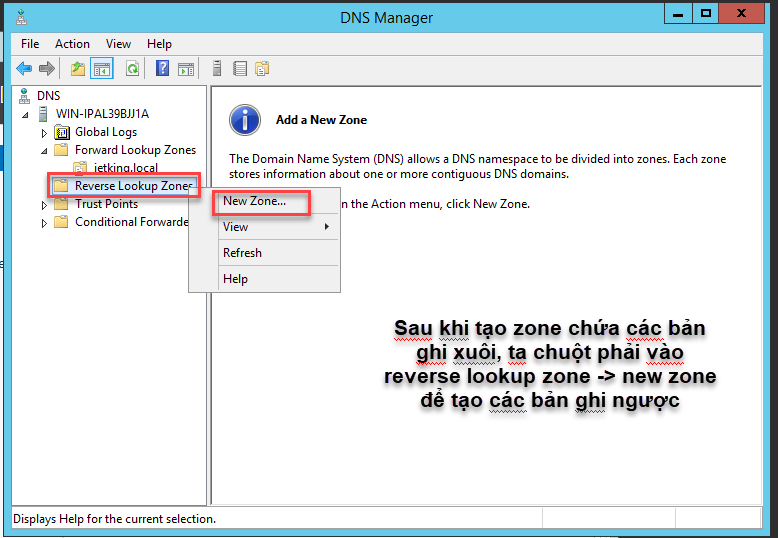 DNS Manager
File Action View Help
DNS
WIN-IPAL39BJJ1A
Global Logs
Forward Lookup Zones
jetking.local
Reverse Lookup Zones
Trust Points
Conditional Forwarde
New Zone...
View
Refresh
Help
Add a New Zone
The Domain Name System (DNS) allows a DNS namespace to be divided into zones. Each zone
stores information about one or more contiguous DNS domains.
n the Action menu, click New Zone.
Sau khi tạo zone chứa các bản
ghi xuôi, ta chuột phải vào
reverse lookup zone -> new zone
để tạo các bản ghi ngược
Displays Help for the current selection.